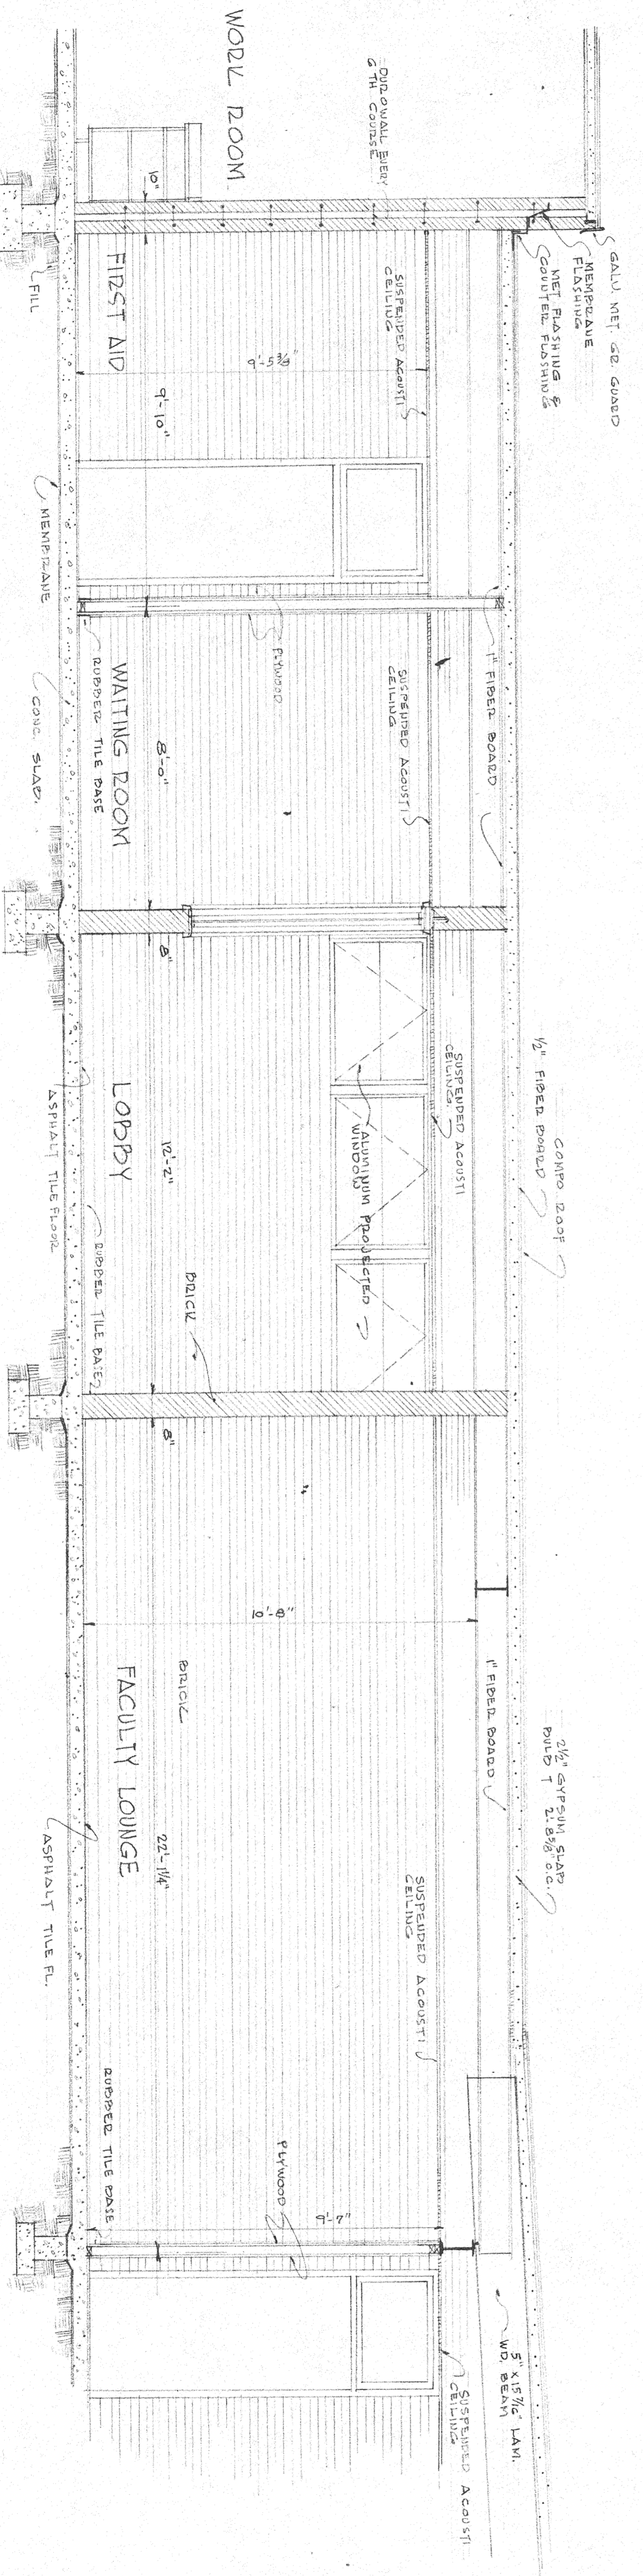 WORK ROOM
DUROWALL EVERY
6 TH COURSE
10"
FILL
GALV. MET. GR. GUARD
MEMBRANE
FLASHING
MET FLASHING &
COUNTER FLASHING
FIRST AID
SUSPENDED ACOUSTI
CEILING
9'-5 3/8"
9'-10"
MEMBRANE
PLYWOOD
1" FIBER BOARD
SUSPENDED ACOUSTI
CEILING
WAITING ROOM
RUBBER TILE BASE
8'-0"
CONC. SLAB.
8"
SUSPENDED ACOUSTI
CEILING
1/2" FIBER BOARD
COMPO ROOF
ALUMINUM PROJECTED
WINDOW
LOBBY
12'-2"
ASPHALT TILE FLOOR
RUBBER TILE BASE
BRICK
8"
10'-8"
BRICK
1" FIBER BOARD
2 1/2" GYPSUM SLAB
BULB T 2'-8 5/8" O.C.
FACULTY LOUNGE
22'-1 1/4"
ASPHALT TILE FL.
SUSPENDED ACOUSTI
CEILING
RUBBER TILE BASE
PLYWOOD
9'-7"
5" X 15 7/16" LAM.
WD. BEAM
SUSPENDED ACOUSTI
CEILING